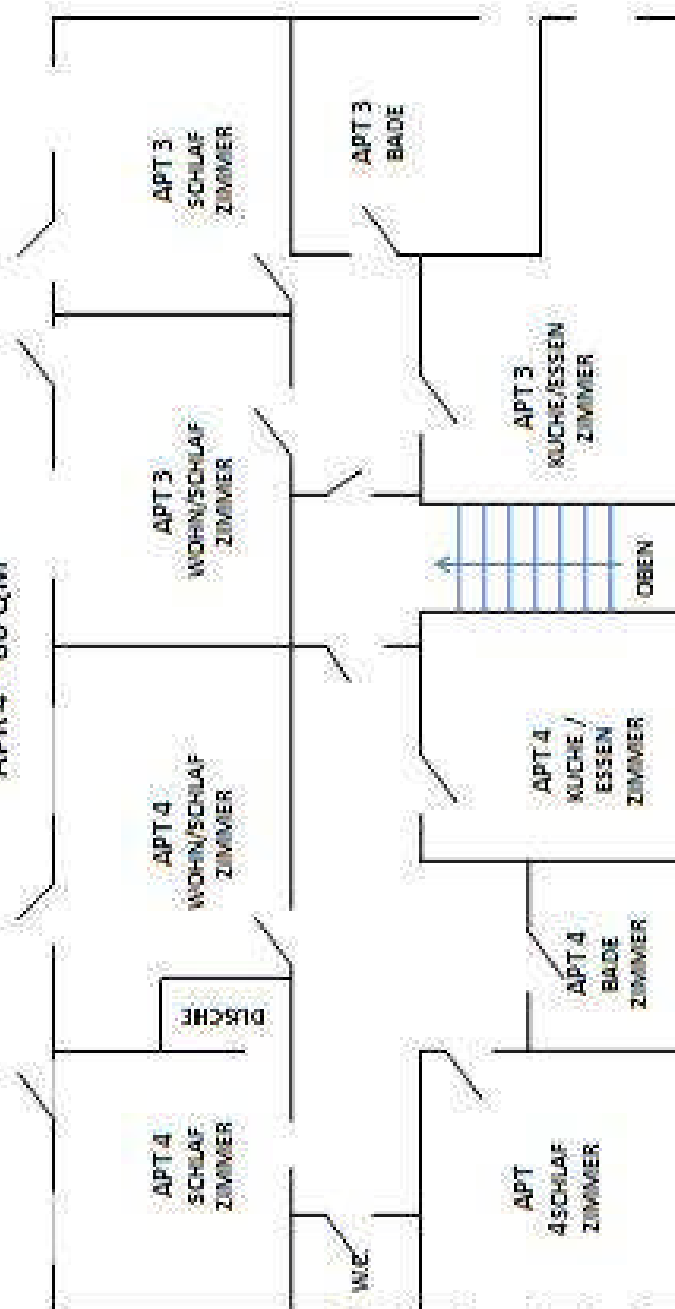 APT 4
SCHLAF
ZIMMER
DUSCHE
APT 4
WOHN/SCHLAF
ZIMMER
APT 3
WOHN/SCHLAF
ZIMMER
APT 3
SCHLAF
ZIMMER
W.C.
APT 3
BADE
APT
4SCHLAF
ZIMMER
APT 4
BADE
ZIMMER
APT 4
KUCHE /
ESSEN
ZIMMER
OBEN
APT 3
KUCHE/ESSEN
ZIMMER